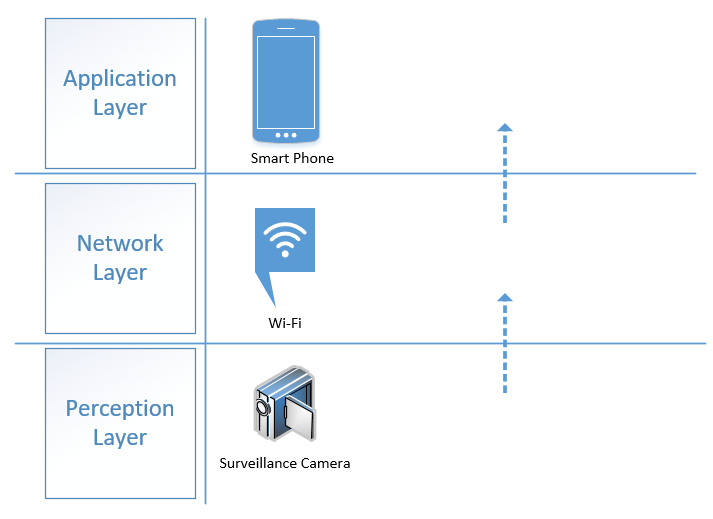 Application
Layer
Smart Phone
Network
Layer
Wi-Fi
Perception
Layer
Surveillance Camera